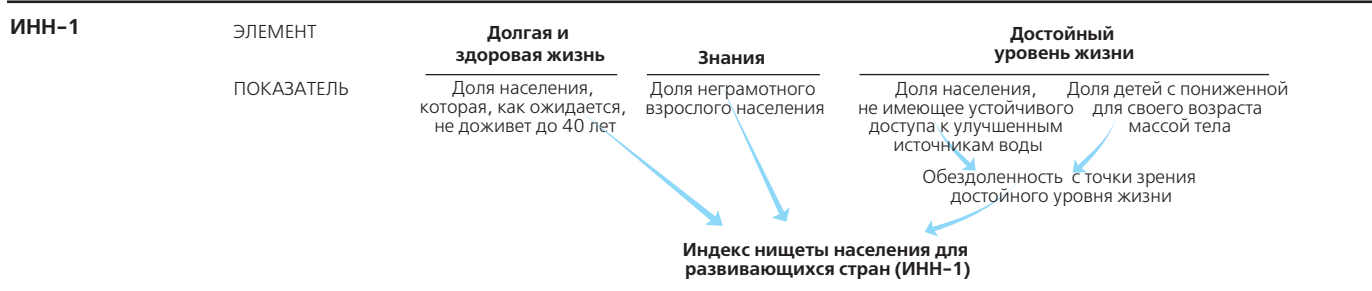 ИНН–1
ЭЛЕМЕНТ
Долгая и
здоровая жизнь
Знания
Достойный
уровень жизни
ПОКАЗАТЕЛЬ
Доля населения,
которая, как ожидается,
не доживет до 40 лет
Доля неграмотного
взрослого населения
Доля населения,
не имеющее устойчивого
доступа к улучшенным
источникам воды
Доля детей с пониженной
для своего возраста
массой тела
Обездоленность с точки зрения
достойного уровня жизни
Индекс нищеты населения для
развивающихся стран (ИНН–1)